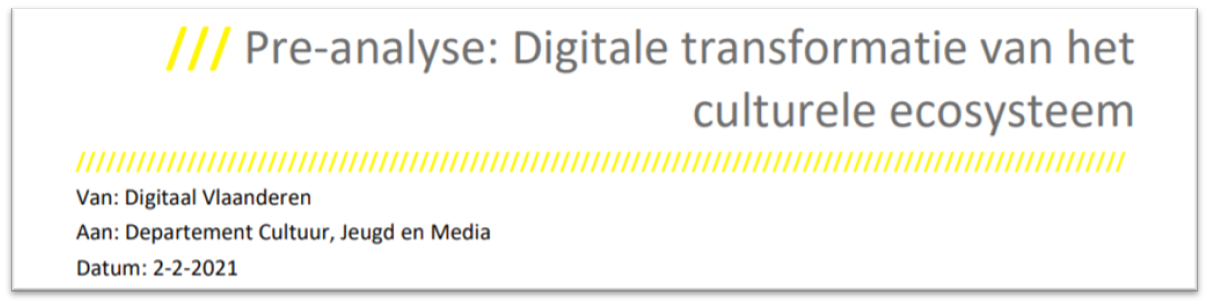 /// Pre-analyse: Digitale transformatie van het
culturele ecosysteem
Van: Digitaal Vlaanderen
Aan: Departement Cultuur, Jeugd en Media
Datum: 2-2-2021